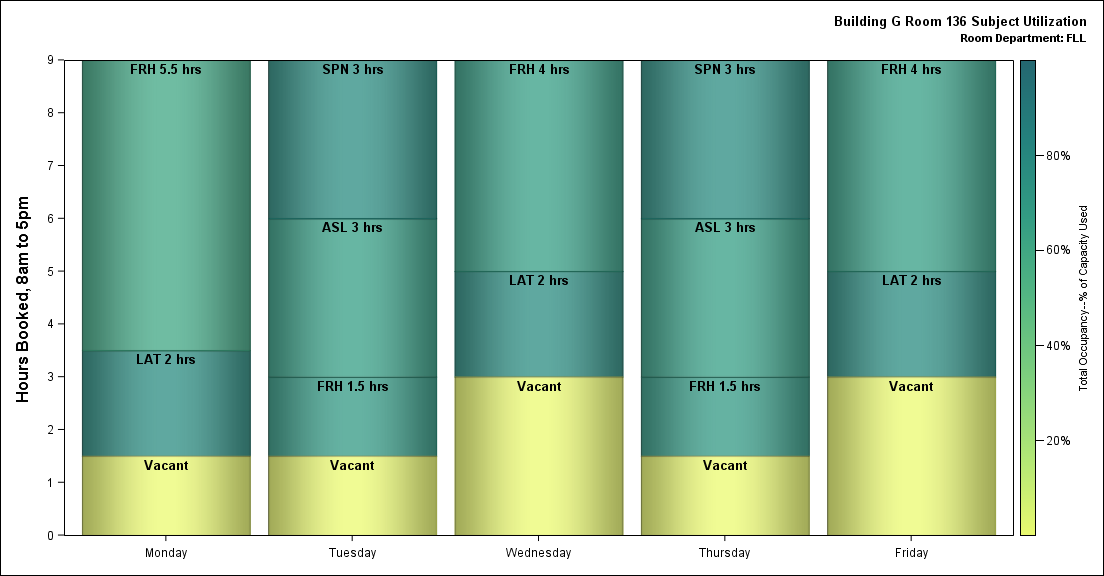 Building G Room 136 Subject Utilization
Room Department: FLL
Hours Booked, 8am to 5pm
9
8
7
6
5
4
3
2
1
0
FRH 5.5 hrs
LAT 2 hrs
Vacant
SPN 3 hrs
ASL 3 hrs
FRH 1.5 hrs
Vacant
FRH 4 hrs
LAT 2 hrs
Vacant
SPN 3 hrs
ASL 3 hrs
FRH 1.5 hrs
Vacant
FRH 4 hrs
LAT 2 hrs
Vacant
Monday Tuesday Wednesday Thursday Friday
80%
60%
40%
20%
Total Occupancy--% of Capacity Used